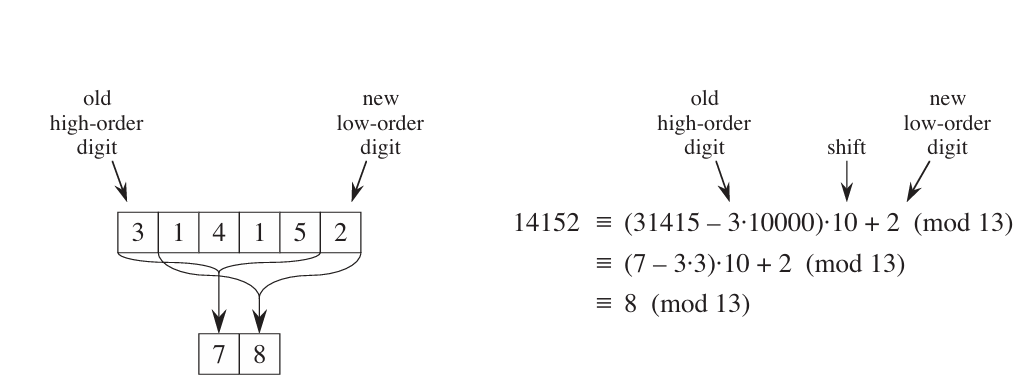 old
high-order
digit
new
low-order
digit
3 1 4 1 5 2
7 8
old
high-order
digit
shift
new
low-order
digit
14152 ≡ (31415 – 3·10000)·10 + 2 (mod 13)
≡ (7 – 3·3)·10 + 2 (mod 13)
≡ 8 (mod 13)